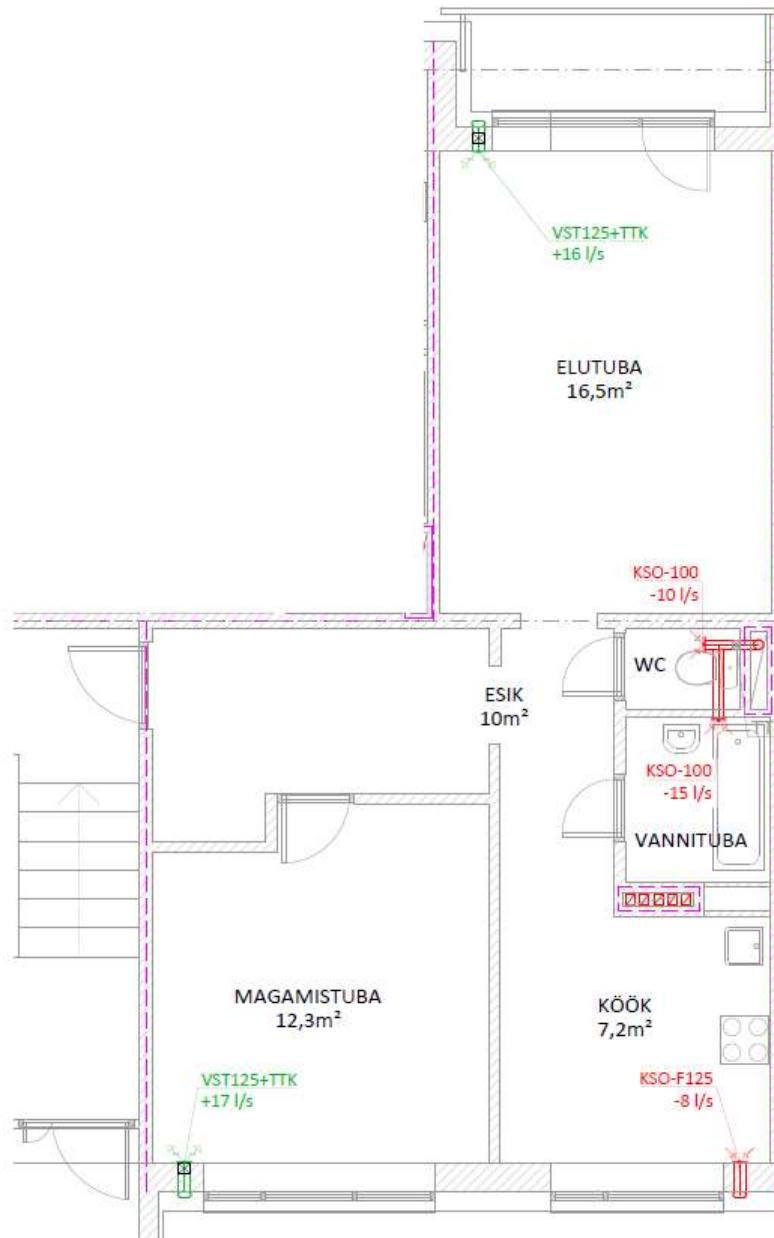 VST125+TTK
+16 l/s
ELUTUBA
16,5m²
KSO-100
-10 l/s
WC
ESIK
10m²
KSO-100
-15 l/s
VANNITUBA
MAGAMISTUBA
12,3m²
KÖÖK
7,2m²
VST125+TTK
+17 l/s
KSO-F125
-8 l/s